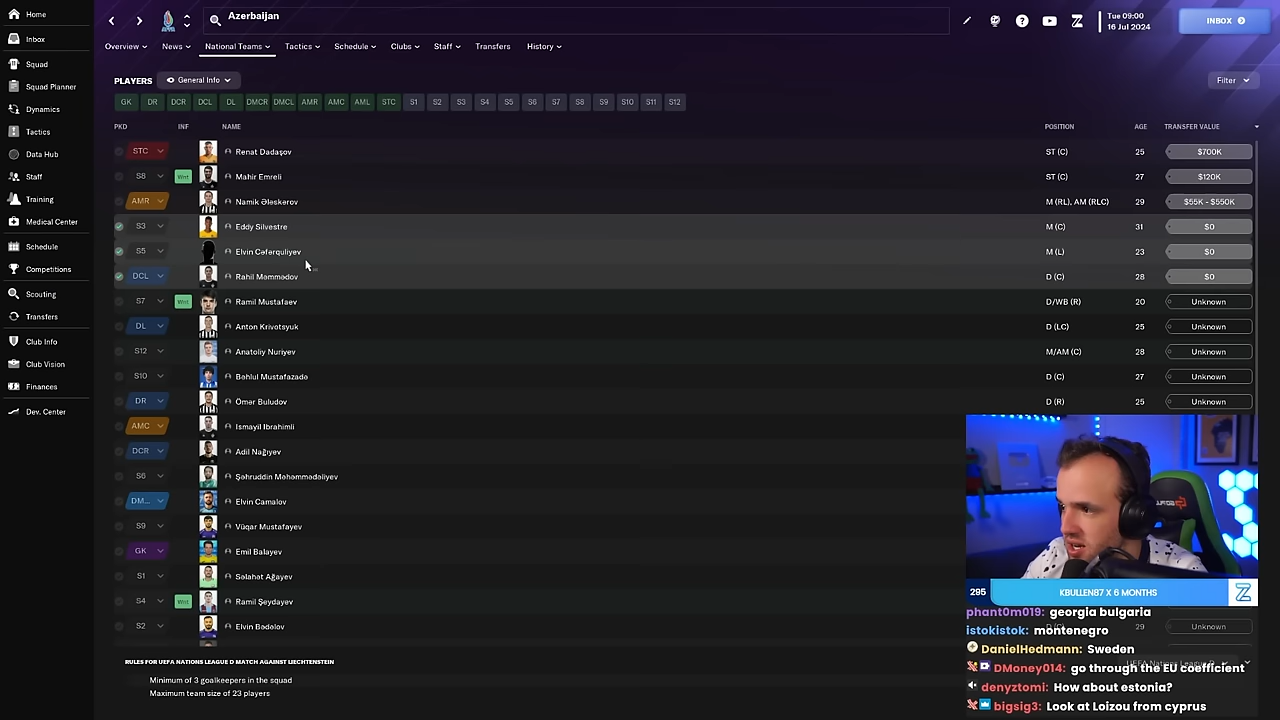 Home
Azerbaijan
Tue 09:00
16 Jul 2024
INBOX
Inbox
Overview News National Teams Tactics Schedule Clubs Staff Transfers History
Squad
Squad Planner
Dynamics
Tactics
Data Hub
Staff
Training
Medical Center
Schedule
Competitions
Scouting
Transfers
Club Info
Club Vision
Finances
Dev. Center
PLAYERS General Info Filter
GK DR DCR DCL DL DMCR DMCL AMR AMC AML STC S1 S2 S3 S4 S5 S6 S7 S8 S9 S10 S11 S12
PKD INF NAME POSITION AGE TRANSFER VALUE
STC Renat Dadaşov ST (C) 25 $700K
S8 Wnt Mahir Emreli ST (C) 27 $120K
AMR Namik Ələskərov M (RL), AM (RLC) 29 $55K - $550K
S3 Eddy Silvestre M (C) 31 $0
S5 Elvin Cəfərquliyev M (L) 23 $0
DCL Rahil Məmmədov D (C) 28 $0
S7 Wnt Ramil Mustafaev D/WB (R) 20 Unknown
DL Anton Krivotsyuk D (LC) 25 Unknown
S12 Anatoliy Nuriyev M/AM (C) 28 Unknown
S10 Bəhlul Mustafazadə D (C) 27 Unknown
DR Ömər Buludov D (R) 25 Unknown
AMC Ismayil Ibrahimli
DCR Adil Nağıyev
S6 Şəhruddin Məhəmmədəliyev
DM... Elvin Camalov
S9 Vüqar Mustafayev
GK Emil Balayev
S1 Səlahət Ağayev
S4 Wnt Ramil Şeydayev
S2 Elvin Bədəlov 29 Unknown
RULES FOR UEFA NATIONS LEAGUE D MATCH AGAINST LIECHTENSTEIN
Minimum of 3 goalkeepers in the squad
Maximum team size of 23 players
295 KBULLEN87 X 6 MONTHS Z
phant0m019: georgia bulgaria
istokistok: montenegro
DanielHedmann: Sweden
DMoney014: go through the EU coefficient
denyztomi: How about estonia?
bigsig3: Look at Loizou from cyprus